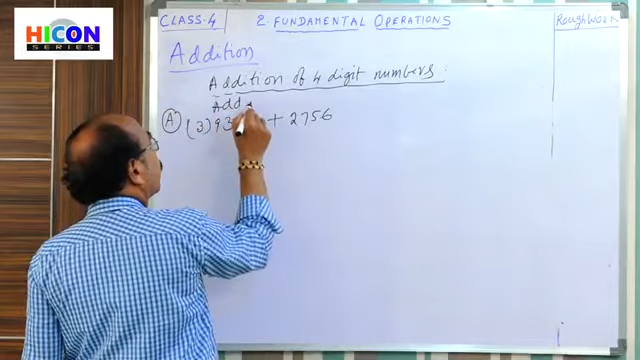 HICON
SERIES
CLASS-4 2. FUNDAMENTAL OPERATIONS Rough Work
Addition
Addition of 4 digit numbers:
Add
(A) (3) 93 + 2756